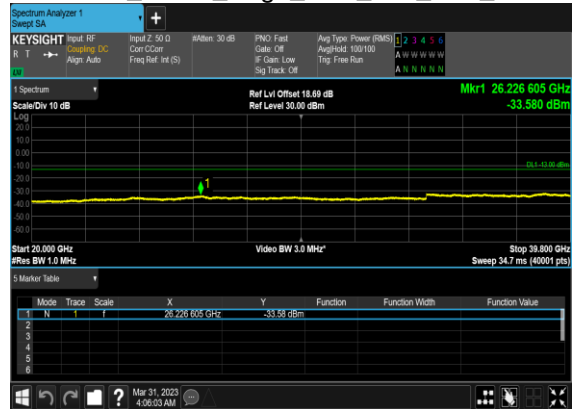 Spectrum Analyzer 1
Swept SA
+
KEYSIGHT
R T
Input: RF
Coupling: DC
Align: Auto
Input Z: 50 Ω
Corr CCorr
Freq Ref: Int (S)
#Atten: 30 dB
PNO: Fast
Gate: Off
IF Gain: Low
Sig Track: Off
Avg Type: Power (RMS)
Avg|Hold: 100/100
Trig: Free Run
1 2 3 4 5 6
A W W W W W
A N N N N N
1 Spectrum
Scale/Div 10 dB
Ref Lvl Offset 18.69 dB
Ref Level 30.00 dBm
Mkr1 26.226 605 GHz
-33.580 dBm
Log
20.0
10.0
0.00
-10.0
DL1 -13.00 dBm
-20.0
1
-30.0
-40.0
-50.0
-60.0
Start 20.000 GHz
#Res BW 1.0 MHz
Video BW 3.0 MHz*
Stop 39.800 GHz
Sweep 34.7 ms (40001 pts)
5 Marker Table
Mode Trace Scale X Y Function Function Width Function Value
1 N 1 f 26.226 605 GHz -33.58 dBm
2
3
4
5
6
?
Mar 31, 2023
4:06:03 AM